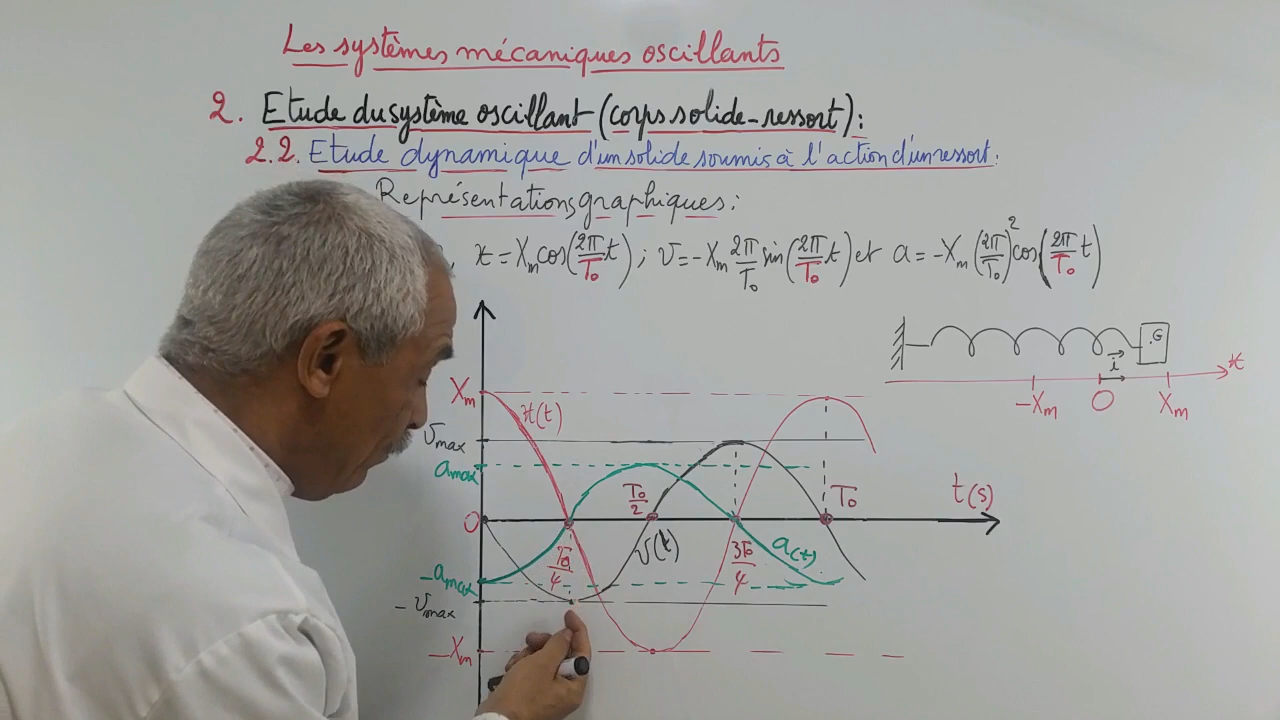 Les systèmes mécaniques oscillants
2. Etude du système oscillant (corps solide-ressort):
2.2. Etude dynamique d'un solide soumis à l'action d'un ressort:
Représentations graphiques:
x = Xm cos(2π/T₀ t); v = -Xm 2π/T₀ sin(2π/T₀ t) et a = -Xm (2π/T₀)² cos(2π/T₀ t)
G
i
x
-Xm O Xm
Xm
x(t)
vmax
amax
T₀/2
T₀
t(s)
O
T₀/4
v(t)
3T₀/4
a(t)
-amax
-vmax
-Xm